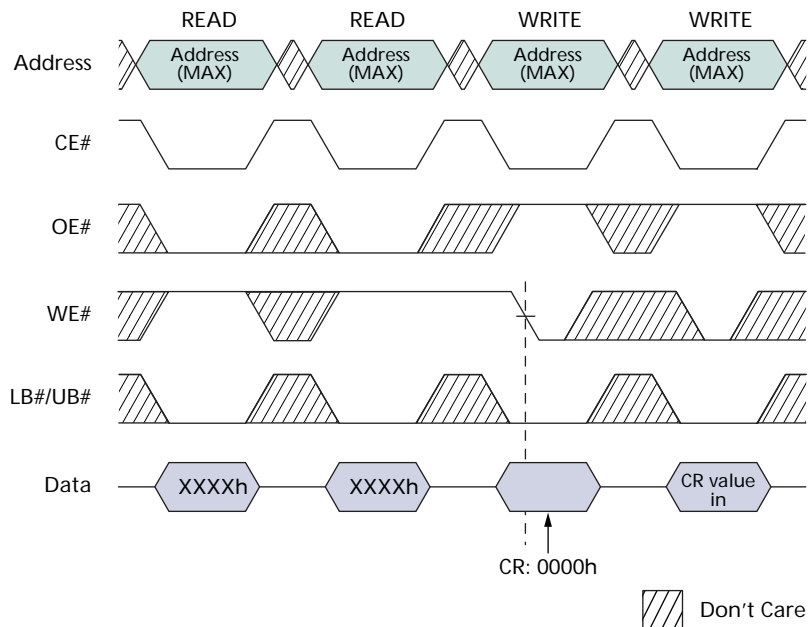 READ READ WRITE WRITE
Address
Address
(MAX)
Address
(MAX)
Address
(MAX)
Address
(MAX)
CE#
OE#
WE#
LB#/UB#
Data
XXXXh
XXXXh
CR value
in
CR: 0000h
Don't Care